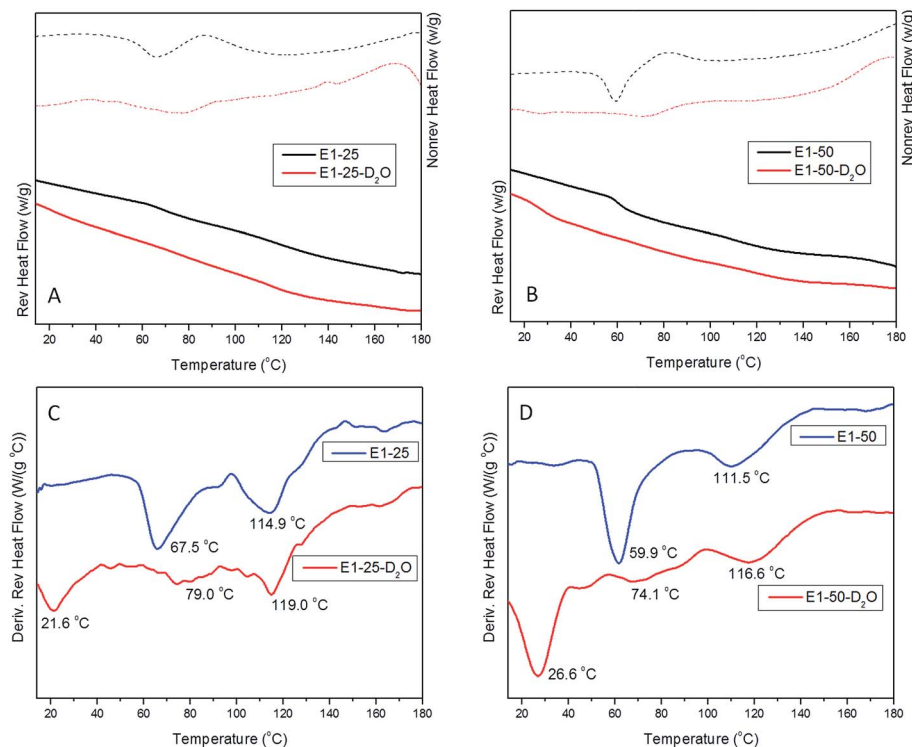 Rev Heat Flow (w/g)
Nonrev Heat Flow (w/g)
E1-25
E1-25-D₂O
A
20 40 60 80 100 120 140 160 180
Temperature (°C)
Rev Heat Flow (w/g)
Nonrev Heat Flow (w/g)
E1-50
E1-50-D₂O
B
20 40 60 80 100 120 140 160 180
Temperature (°C)
Deriv. Rev Heat Flow (W/(g °C))
C
E1-25
114.9 °C
67.5 °C
E1-25-D₂O
79.0 °C
119.0 °C
21.6 °C
20 40 60 80 100 120 140 160 180
Temperature (°C)
Deriv. Rev Heat Flow (W/(g °C))
D
E1-50
111.5 °C
59.9 °C
116.6 °C
74.1 °C
E1-50-D₂O
26.6 °C
20 40 60 80 100 120 140 160 180
Temperature (°C)